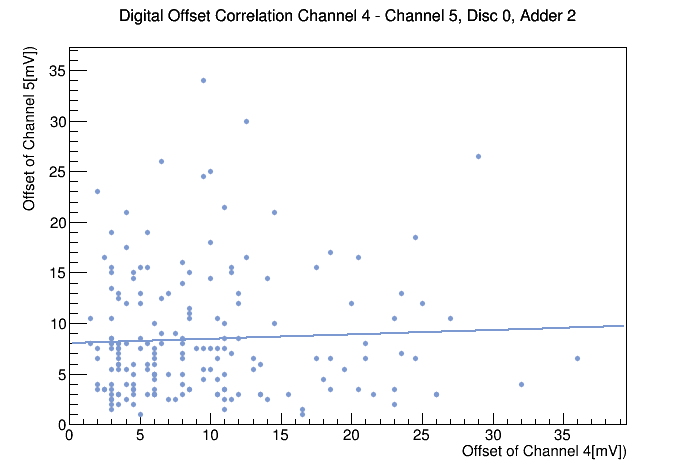 Digital Offset Correlation Channel 4 - Channel 5, Disc 0, Adder 2
Offset of Channel 5[mV])
35
30
25
20
15
10
5
0
0 5 10 15 20 25 30 35
Offset of Channel 4[mV])